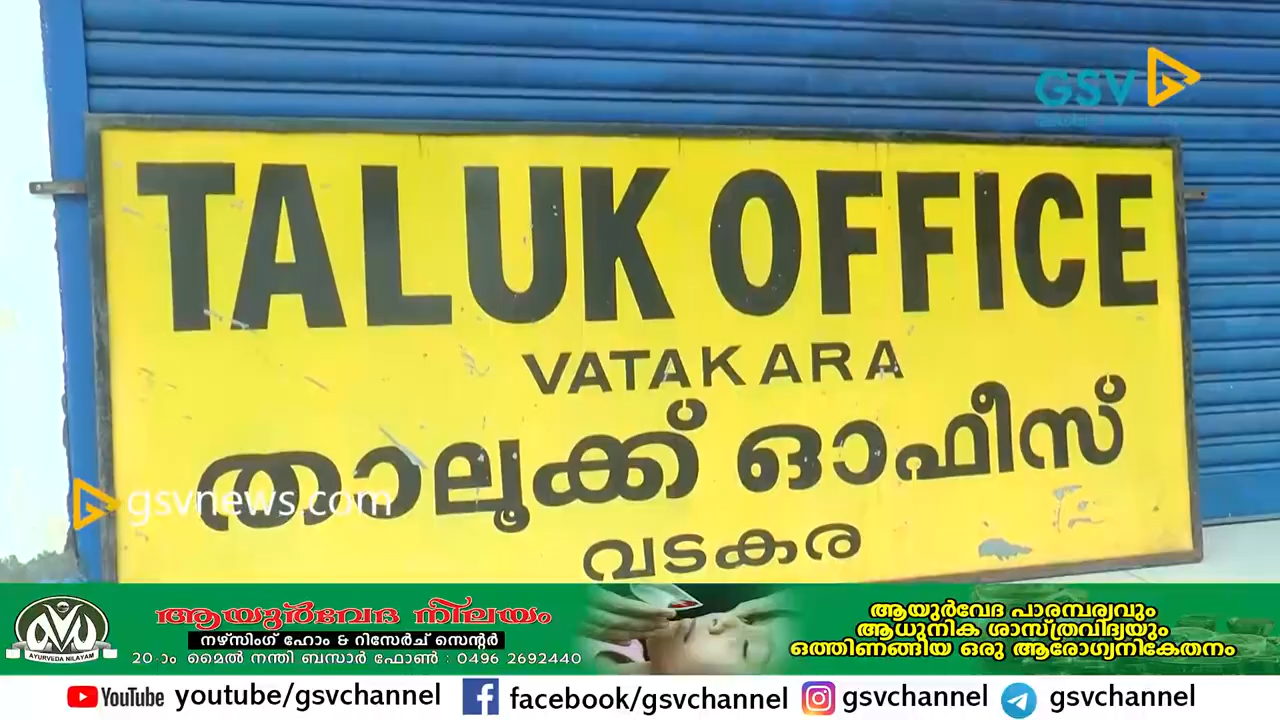 GSV
TALUK OFFICE
VATAKARA
താലൂക്ക് ഓഫീസ്
വടകര
gsvnews.com
AYURVEDA NILAYAM
ആയുർവേദ നിലയം
നഴ്സിംഗ് ഹോം & റിസേർച് സെന്റർ
20-ാം മൈൽ നന്തി ബസാർ ഫോൺ : 0496 2692440
ആയുർവേദ പാരമ്പര്യവും
ആധുനിക ശാസ്ത്രവിദ്യയും
ഒത്തിണങ്ങിയ ഒരു ആരോഗ്യനികേതനം
YouTube youtube/gsvchannel facebook/gsvchannel gsvchannel gsvchannel